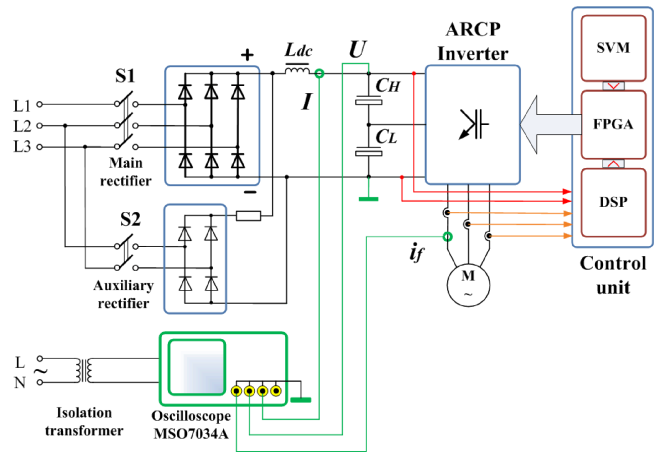 S1
L1
L2
L3
Main
rectifier
+
−
Ldc
I
U
CH
CL
ARCP
Inverter
SVM
FPGA
DSP
Control
unit
S2
Auxiliary
rectifier
if
M
~
L
~
N
Isolation
transformer
Oscilloscope
MSO7034A